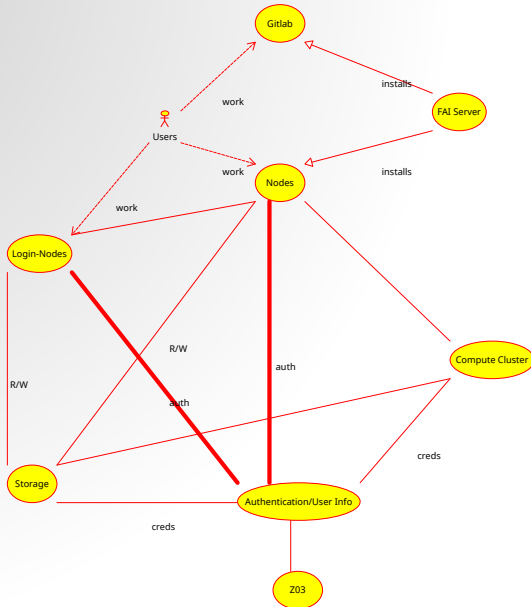 Gitlab
installs
work
FAI Server
Users
work
installs
Nodes
work
Login-Nodes
R/W
Compute Cluster
auth
R/W
auth
creds
Storage
Authentication/User Info
creds
Z03